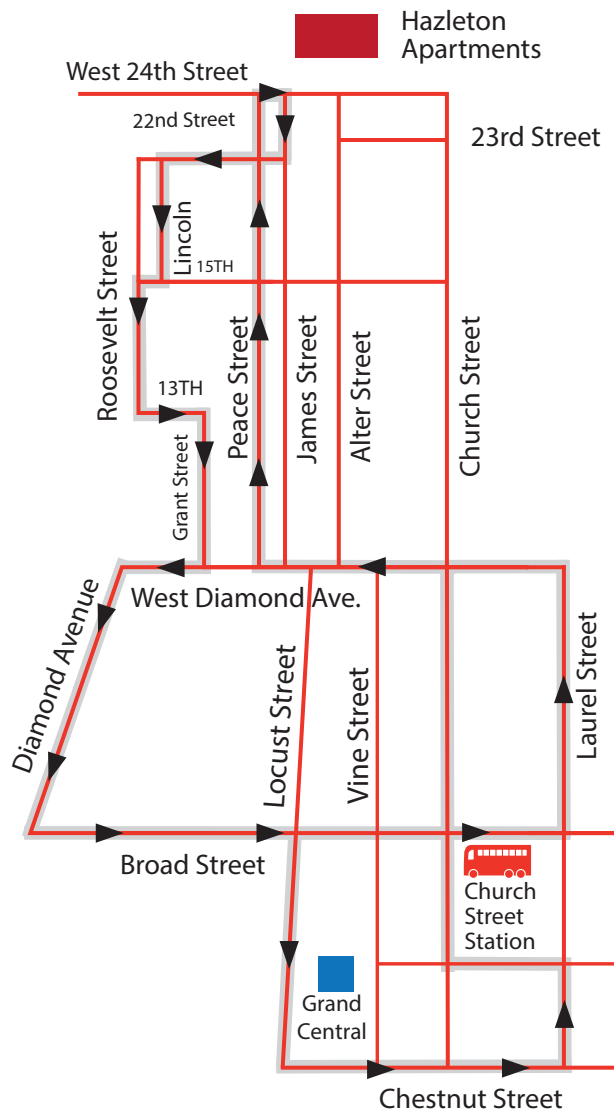 Hazleton
Apartments
West 24th Street
22nd Street
23rd Street
Lincoln
15TH
Roosevelt Street
13TH
Grant Street
Peace Street
James Street
Alter Street
Church Street
West Diamond Ave.
Diamond Avenue
Locust Street
Vine Street
Laurel Street
Broad Street
Church
Street
Station
Grand
Central
Chestnut Street